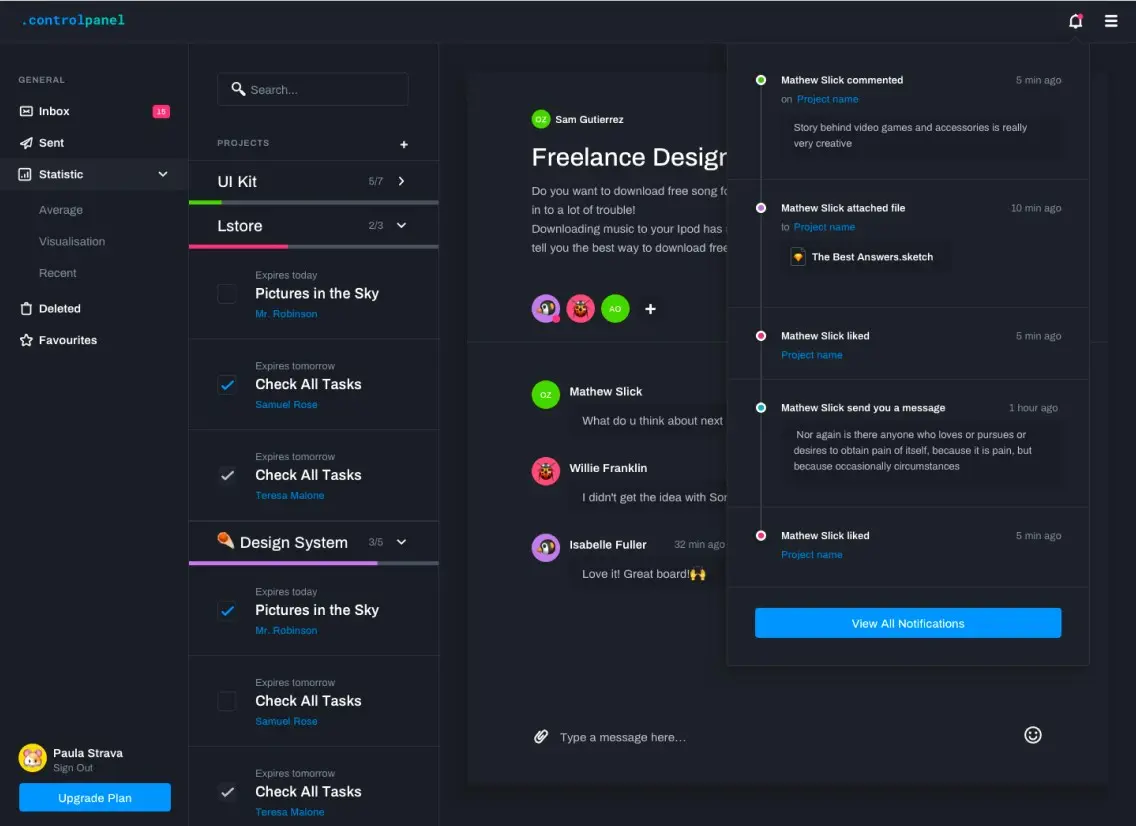 .controlpanel
GENERAL
Inbox
15
Sent
Statistic
Average
Visualisation
Recent
Deleted
Favourites
Paula Strava
Sign Out
Upgrade Plan
Search...
PROJECTS
UI Kit 5/7
Lstore 2/3
Expires today
Pictures in the Sky
Mr. Robinson
Expires tomorrow
Check All Tasks
Samuel Rose
Expires tomorrow
Check All Tasks
Teresa Malone
Design System 3/5
Expires today
Pictures in the Sky
Mr. Robinson
Expires tomorrow
Check All Tasks
Samuel Rose
Expires tomorrow
Check All Tasks
Teresa Malone
OZ Sam Gutierrez
Freelance Design
Do you want to download free song fo
in to a lot of trouble!
Downloading music to your Ipod has
tell you the best way to download free
AO
OZ
Mathew Slick
What do u think about next
Willie Franklin
I didn't get the idea with Son
Isabelle Fuller 32 min ago
Love it! Great board!🙌
Type a message here...
Mathew Slick commented 5 min ago
on Project name
Story behind video games and accessories is really
very creative
Mathew Slick attached file 10 min ago
to Project name
The Best Answers.sketch
Mathew Slick liked 5 min ago
Project name
Mathew Slick send you a message 1 hour ago
Nor again is there anyone who loves or pursues or
desires to obtain pain of itself, because it is pain, but
because occasionally circumstances
Mathew Slick liked 5 min ago
Project name
View All Notifications